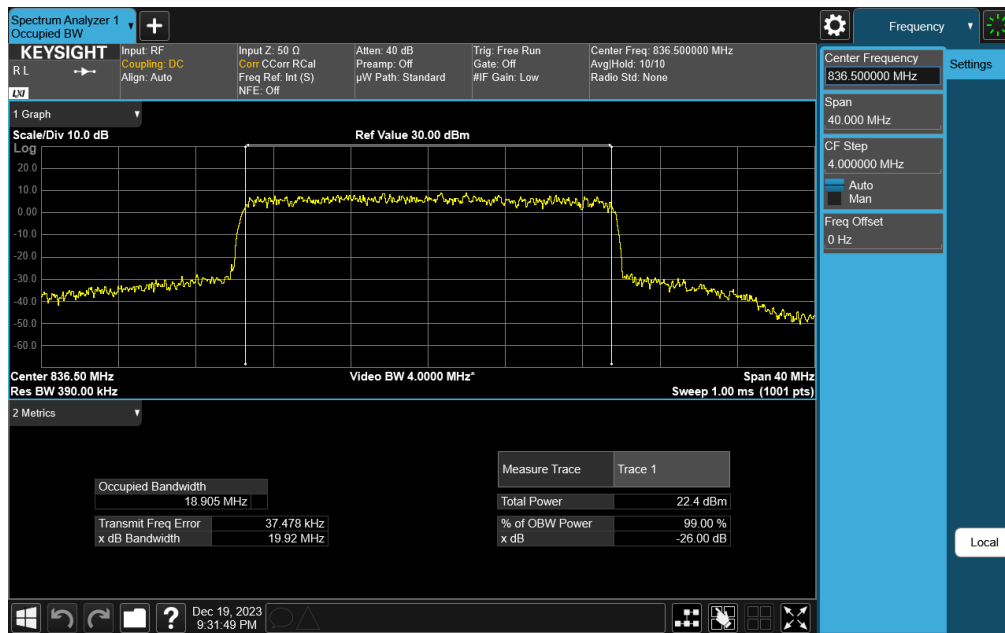 Spectrum Analyzer 1
Occupied BW
Frequency
KEYSIGHT
R L
LXI
Input: RF
Coupling: DC
Align: Auto
Input Z: 50 Ω
Corr CCorr RCal
Freq Ref: Int (S)
NFE: Off
Atten: 40 dB
Preamp: Off
µW Path: Standard
Trig: Free Run
Gate: Off
#IF Gain: Low
Center Freq: 836.500000 MHz
Avg|Hold: 10/10
Radio Std: None
Center Frequency
836.500000 MHz
Settings
Span
40.000 MHz
CF Step
4.000000 MHz
Auto
Man
Freq Offset
0 Hz
1 Graph
Scale/Div 10.0 dB
Ref Value 30.00 dBm
Log
20.0
10.0
0.00
-10.0
-20.0
-30.0
-40.0
-50.0
-60.0
Center 836.50 MHz
Video BW 4.0000 MHz*
Span 40 MHz
Res BW 390.00 kHz
Sweep 1.00 ms (1001 pts)
2 Metrics
Measure Trace Trace 1
Occupied Bandwidth
18.905 MHz
Total Power 22.4 dBm
Transmit Freq Error 37.478 kHz
% of OBW Power 99.00 %
x dB Bandwidth 19.92 MHz
x dB -26.00 dB
Local
?
Dec 19, 2023
9:31:49 PM